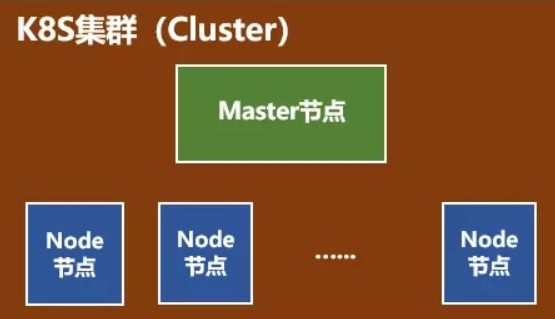 K8S集群（Cluster）
Master节点
Node
节点
Node
节点
......
Node
节点